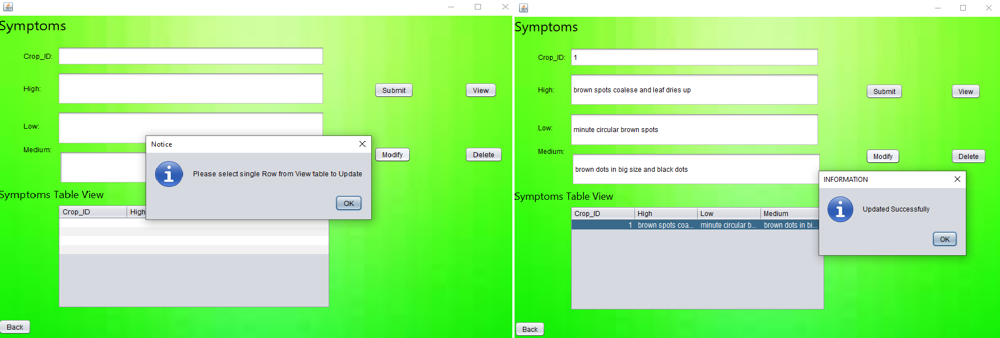 Symptoms
Crop_ID:
High:
Submit
View
Low:
Notice
Medium:
Modify
Delete
Please select single Row from View table to Update
OK
Symptoms Table View
Crop_ID
High
Back
Symptoms
Crop_ID:
1
High:
brown spots coalese and leaf dries up
Submit
View
Low:
minute circular brown spots
Medium:
Modify
Delete
brown dots in big size and black dots
INFORMATION
Updated Successfully
OK
Symptoms Table View
Crop_ID High Low Medium
1 brown spots coa... minute circular b... brown dots in bi...
Back